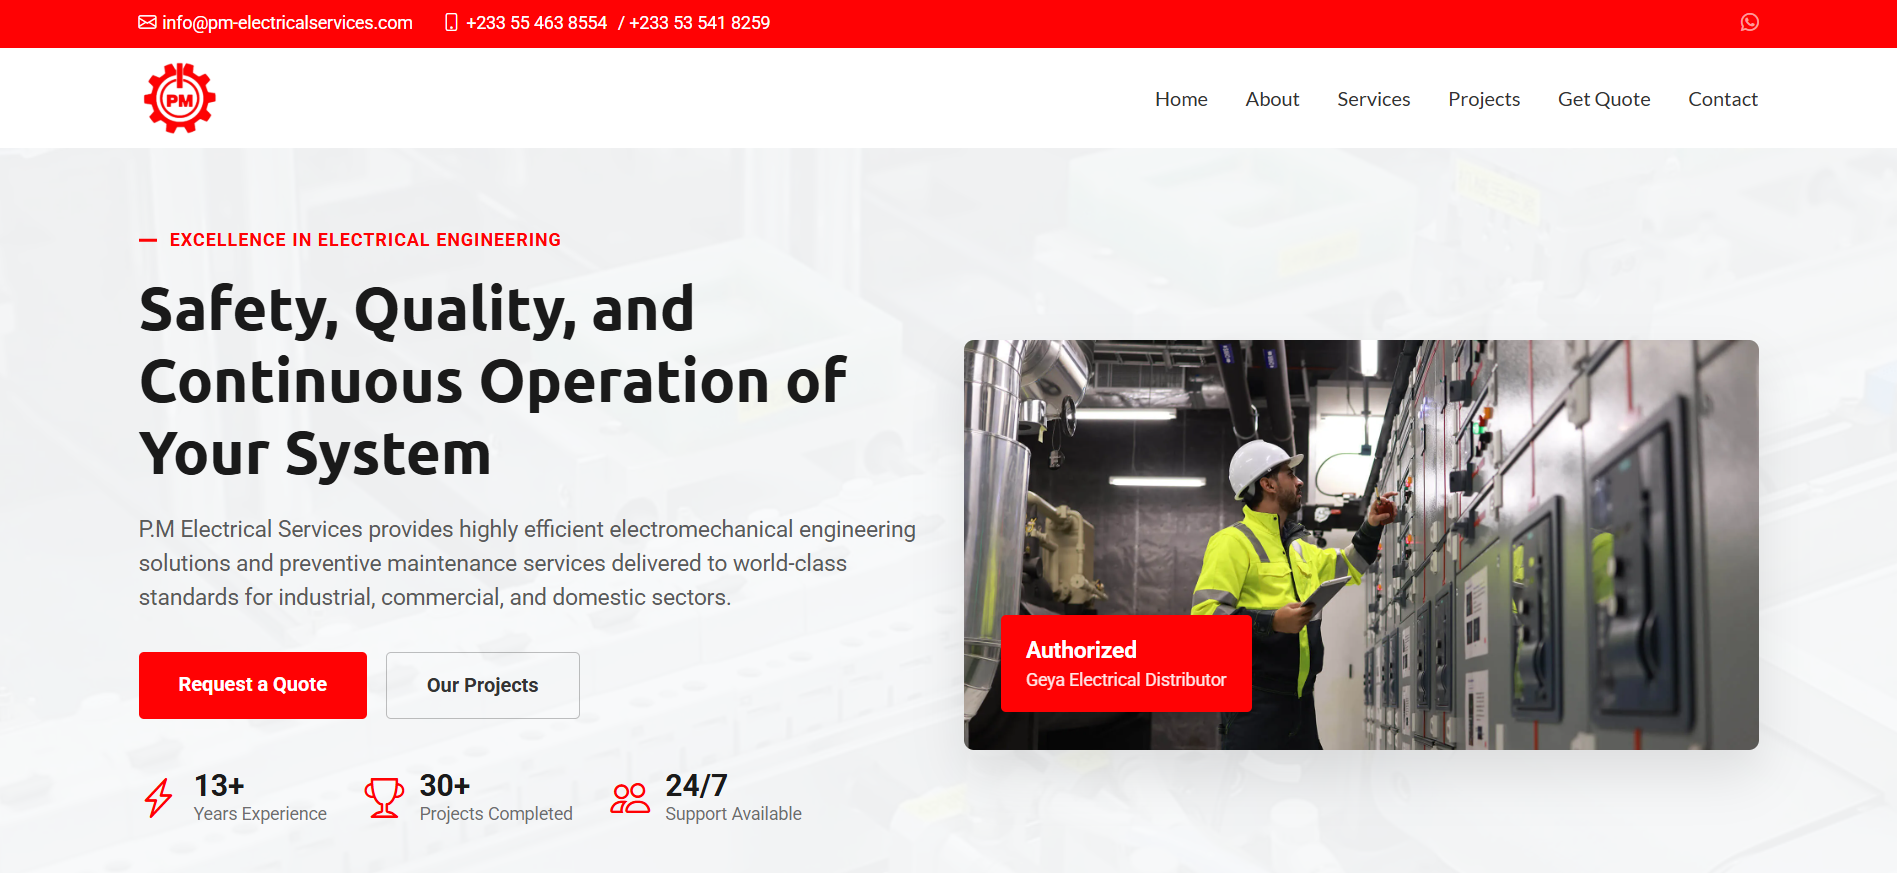 info@pm-electricalservices.com +233 55 463 8554 / +233 53 541 8259
PM
Home About Services Projects Get Quote Contact
EXCELLENCE IN ELECTRICAL ENGINEERING
Safety, Quality, and
Continuous Operation of
Your System
P.M Electrical Services provides highly efficient electromechanical engineering
solutions and preventive maintenance services delivered to world-class
standards for industrial, commercial, and domestic sectors.
Request a Quote Our Projects
13+
Years Experience
30+
Projects Completed
24/7
Support Available
Authorized
Geya Electrical Distributor